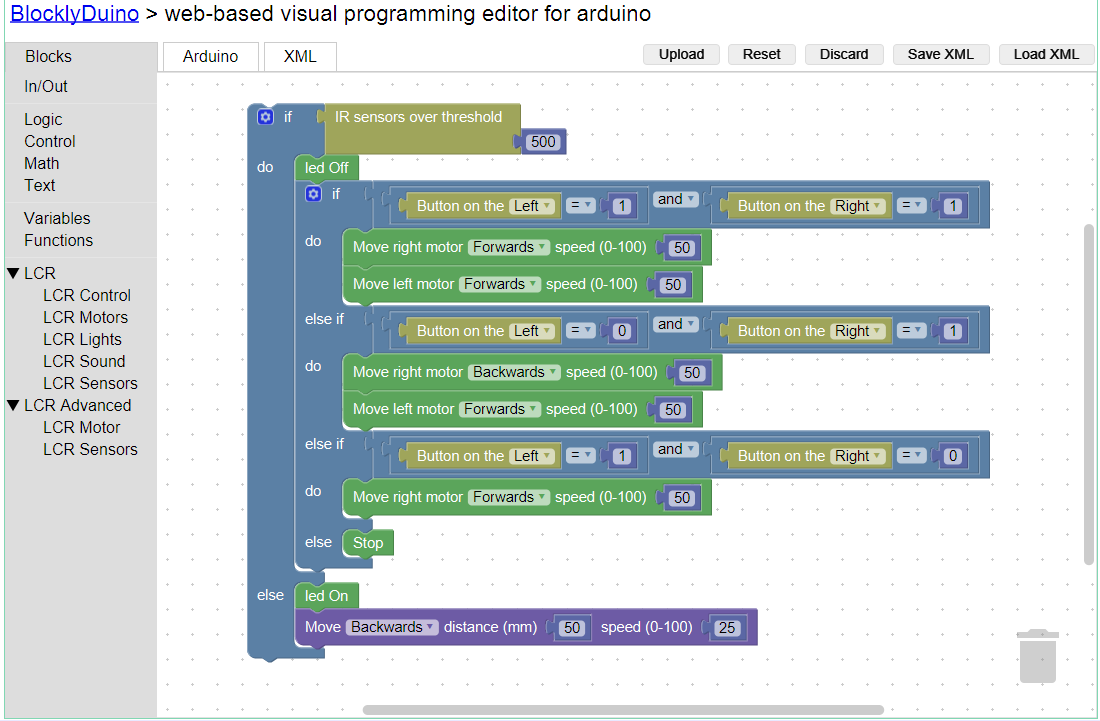 BlocklyDuino > web-based visual programming editor for arduino
Blocks
Arduino
XML
Upload
Reset
Discard
Save XML
Load XML
In/Out
Logic
Control
Math
Text
Variables
Functions
LCR
LCR Control
LCR Motors
LCR Lights
LCR Sound
LCR Sensors
LCR Advanced
LCR Motor
LCR Sensors
if IR sensors over threshold
500
do led Off
if Button on the Left = 1 and Button on the Right = 1
do Move right motor Forwards speed (0-100) 50
Move left motor Forwards speed (0-100) 50
else if Button on the Left = 0 and Button on the Right = 1
do Move right motor Backwards speed (0-100) 50
Move left motor Forwards speed (0-100) 50
else if Button on the Left = 1 and Button on the Right = 0
do Move right motor Forwards speed (0-100) 50
else Stop
else led On
Move Backwards distance (mm) 50 speed (0-100) 25